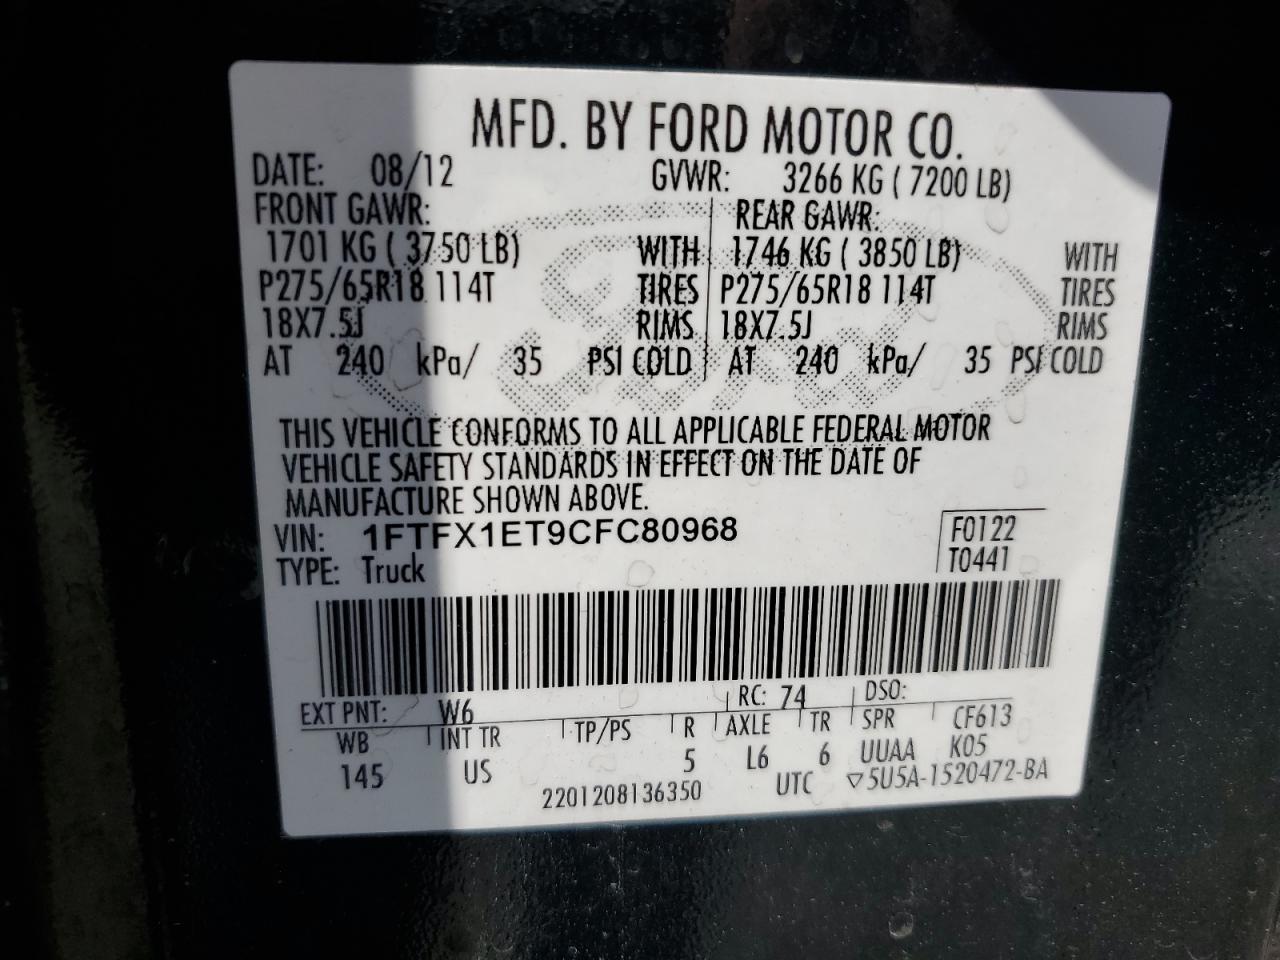 MFD. BY FORD MOTOR CO.
DATE: 08/12 GVWR: 3266 KG ( 7200 LB)
FRONT GAWR: REAR GAWR:
1701 KG ( 3750 LB) WITH 1746 KG ( 3850 LB) WITH
P275/65R18 114T TIRES P275/65R18 114T TIRES
18X7.5J RIMS 18X7.5J RIMS
AT 240 kPa/ 35 PSI COLD AT 240 kPa/ 35 PSI COLD
Ford
THIS VEHICLE CONFORMS TO ALL APPLICABLE FEDERAL MOTOR
VEHICLE SAFETY STANDARDS IN EFFECT ON THE DATE OF
MANUFACTURE SHOWN ABOVE.
VIN: 1FTFX1ET9CFC80968 F0122
TYPE: Truck T0441
EXT PNT: W6 RC: 74 DSO:
WB INT TR TP/PS R AXLE TR SPR CF613
145 US 5 L6 6 UUAA K05
2201208136350 UTC ▽5U5A-1520472-BA